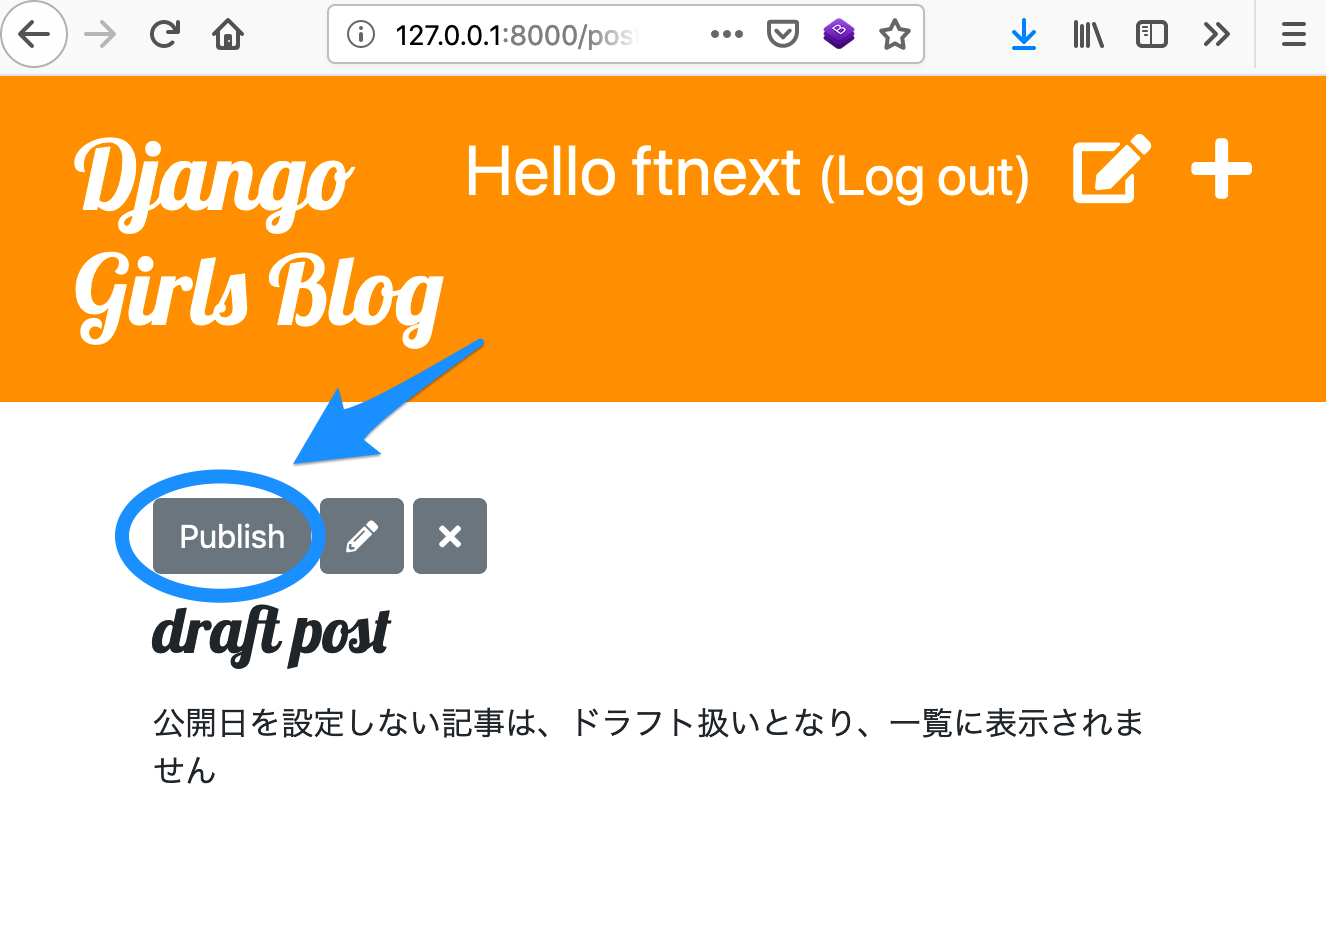 127.0.0.1:8000/post
Django
Girls Blog
Hello ftnext (Log out)
Publish
draft post
公開日を設定しない記事は、ドラフト扱いとなり、一覧に表示されま
せん